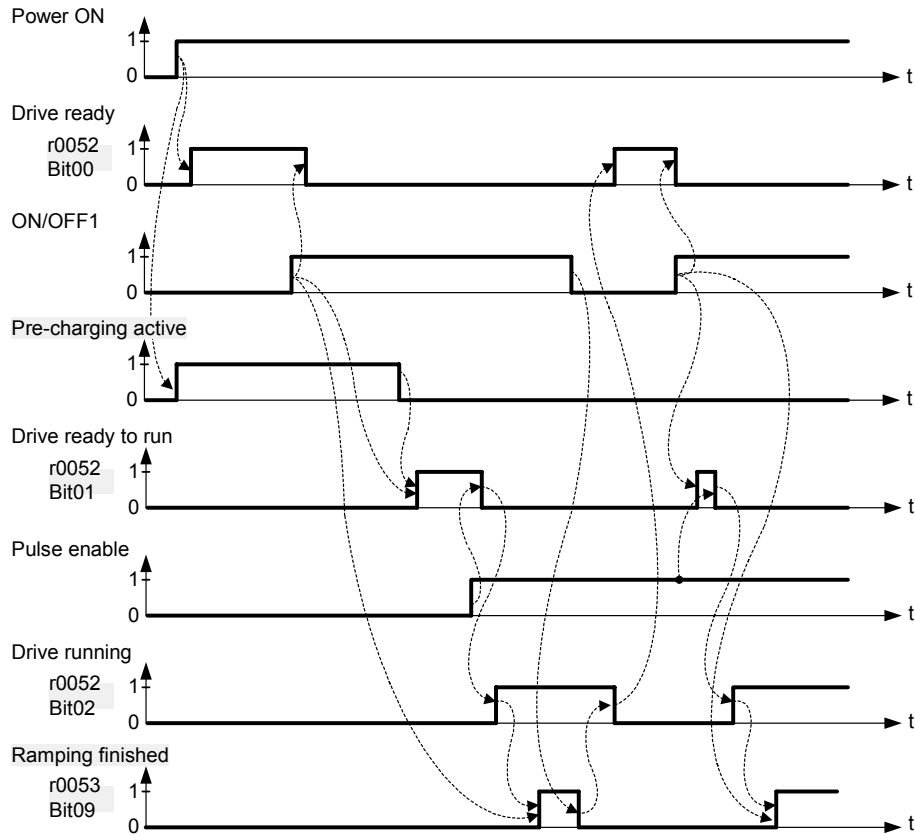 Power ON
1
0
t
Drive ready
r0052
Bit00
1
0
t
ON/OFF1
1
0
t
Pre-charging active
1
0
t
Drive ready to run
r0052
Bit01
1
0
t
Pulse enable
1
0
t
Drive running
r0052
Bit02
1
0
t
Ramping finished
r0053
Bit09
1
0
t